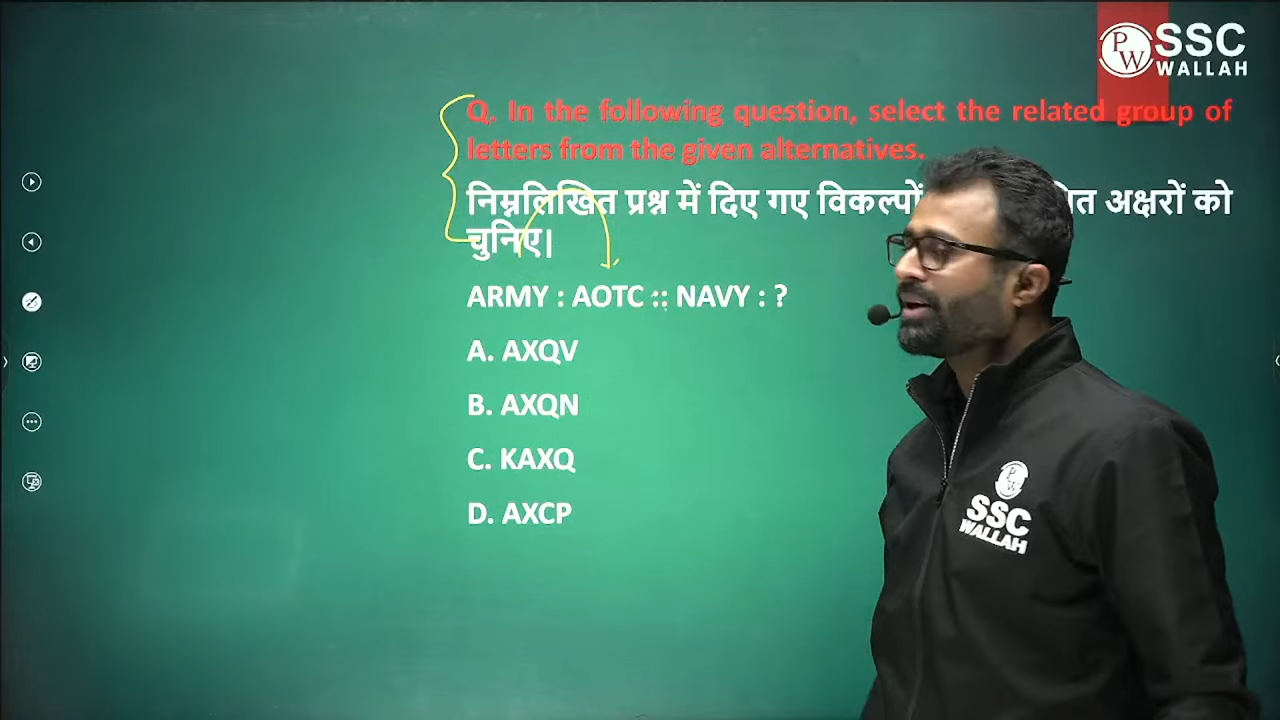 SSC
WALLAH
Q. In the following question, select the related group of
letters from the given alternatives.
निम्नलिखित प्रश्न में दिए गए विकल्पों अक्षरों को
चुनिए।
ARMY : AOTC :: NAVY : ?
A. AXQV
B. AXQN
C. KAXQ
D. AXCP
PW
SSC
WALLAH